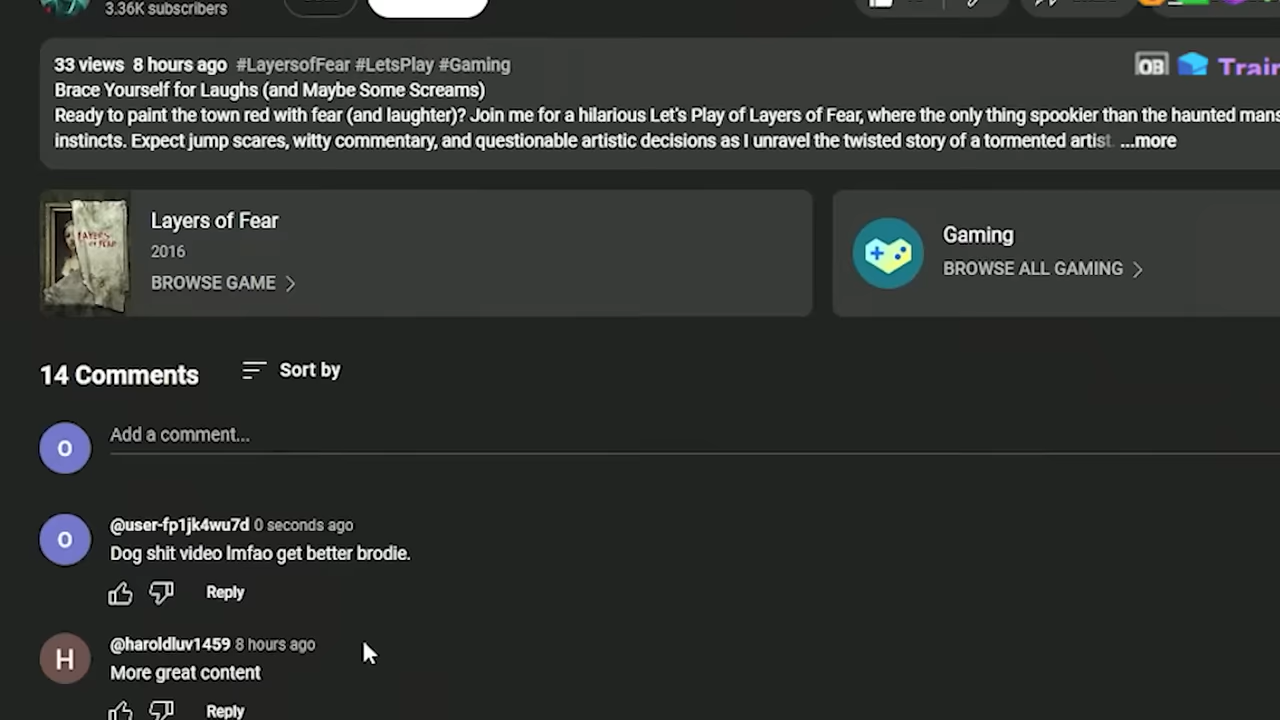 3.36K subscribers
33 views 8 hours ago #LayersofFear #LetsPlay #Gaming
OB Train
Brace Yourself for Laughs (and Maybe Some Screams)
Ready to paint the town red with fear (and laughter)? Join me for a hilarious Let's Play of Layers of Fear, where the only thing spookier than the haunted mans
instincts. Expect jump scares, witty commentary, and questionable artistic decisions as I unravel the twisted story of a tormented artist. ...more
LAYERS
OF FEAR
Layers of Fear
2016
BROWSE GAME
Gaming
BROWSE ALL GAMING
14 Comments
Sort by
O
Add a comment...
O
@user-fp1jk4wu7d 0 seconds ago
Dog shit video lmfao get better brodie.
Reply
H
@haroldluv1459 8 hours ago
More great content
Reply